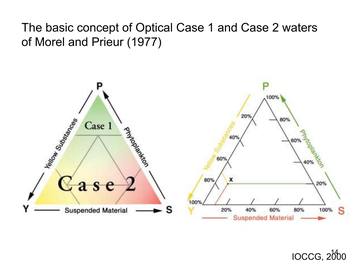 The basic concept of Optical Case 1 and Case 2 waters
of Morel and Prieur (1977)
P
Case 1
Yellow Substances
Phytoplankton
Case 2
Y
Suspended Material
S
P
100%
20%
80%
40%
Yellow Substances
Phytoplankton
60%
40%
80%
X
20%
100%
Y
20%
40%
60%
80%
100%
S
Suspended Material
IOCCG, 2000